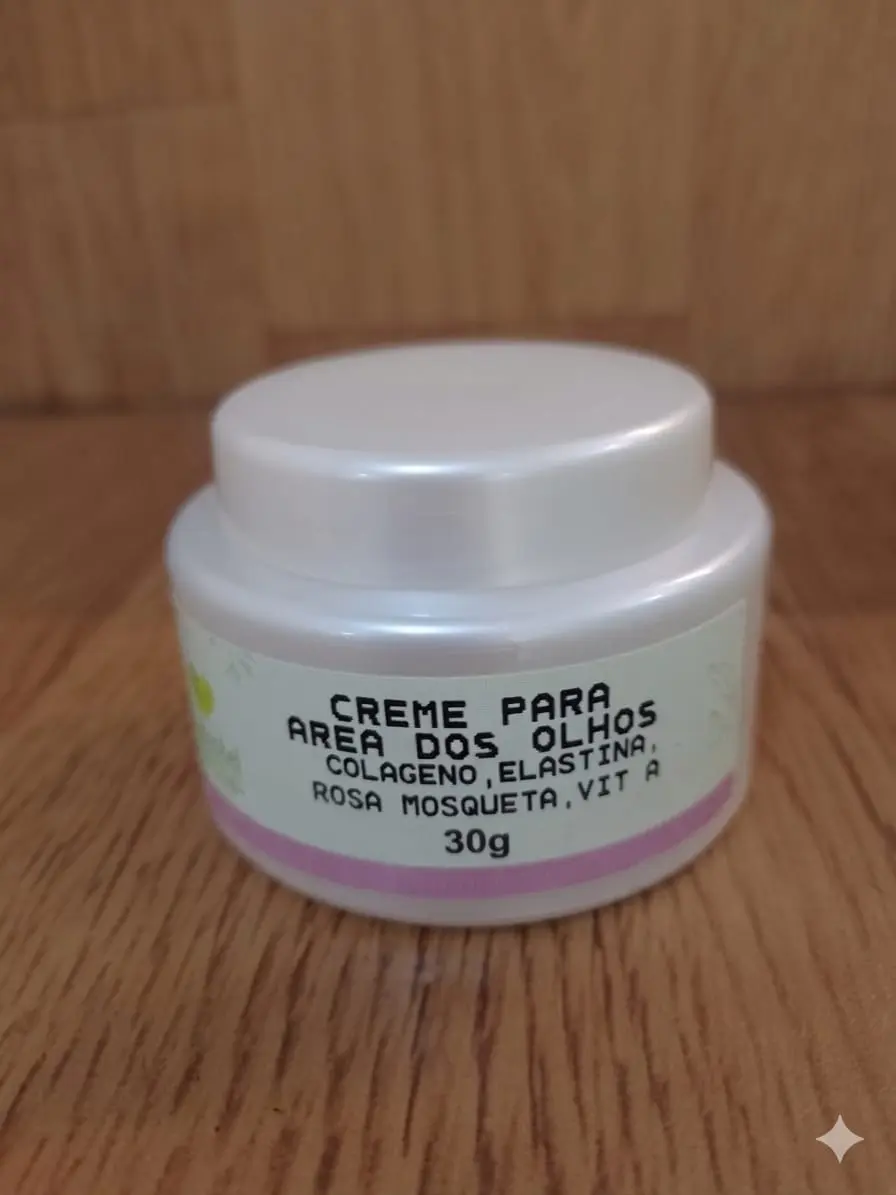 CREME PARA
AREA DOS OLHOS
COLAGENO,ELASTINA,
ROSA MOSQUETA,VIT A
30g